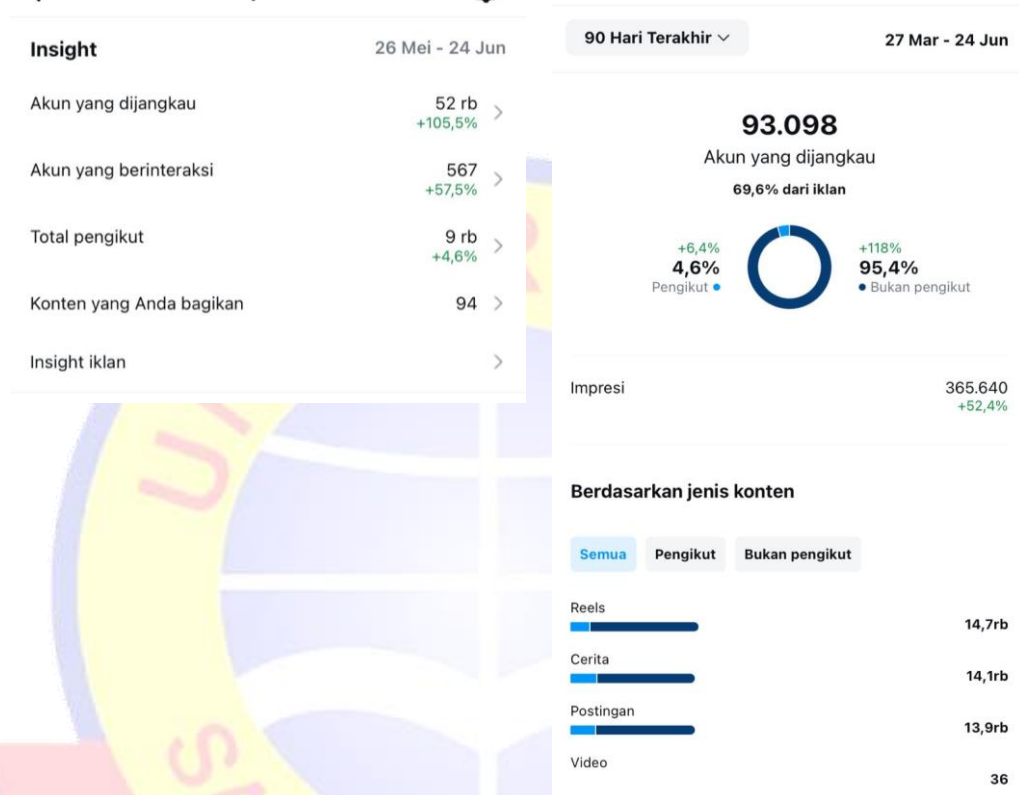 Insight
26 Mei - 24 Jun
Akun yang dijangkau
52 rb
+105,5%
Akun yang berinteraksi
567
+57,5%
Total pengikut
9 rb
+4,6%
Konten yang Anda bagikan
94
Insight iklan
90 Hari Terakhir
27 Mar - 24 Jun
93.098
Akun yang dijangkau
69,6% dari iklan
+6,4%
4,6%
Pengikut
+118%
95,4%
Bukan pengikut
Impresi
365.640
+52,4%
Berdasarkan jenis konten
Semua
Pengikut
Bukan pengikut
Reels
14,7rb
Cerita
14,1rb
Postingan
13,9rb
Video
36